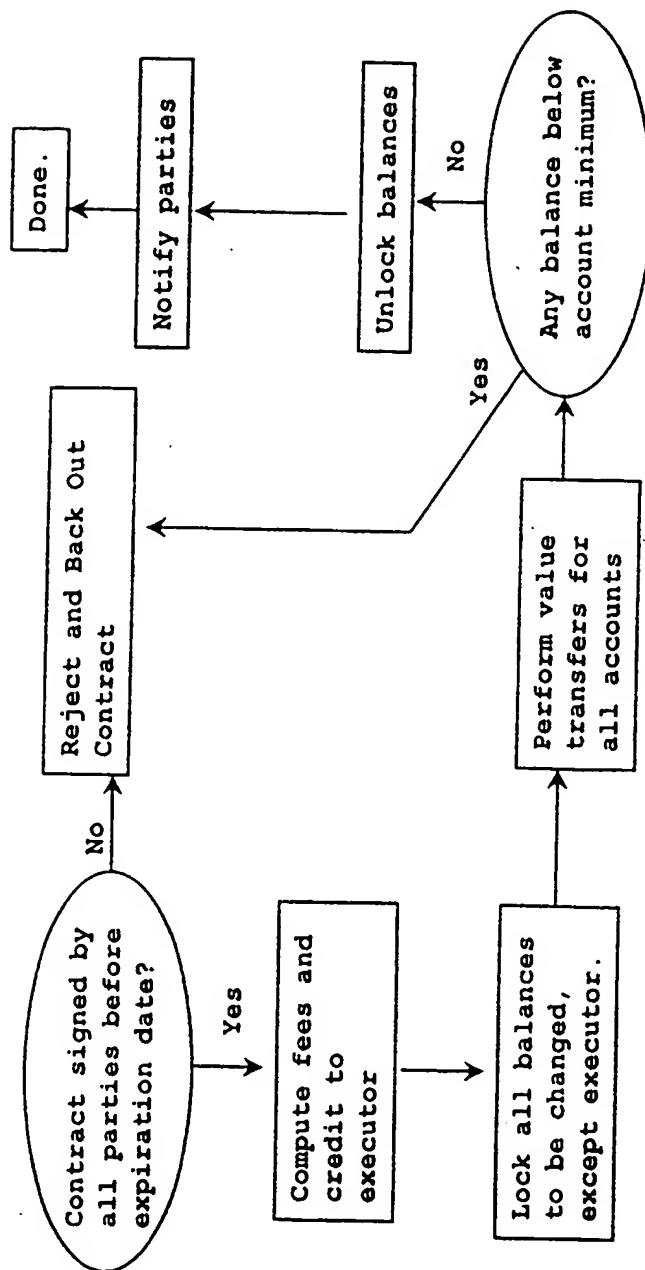 Contract signed by
all parties before
expiration date?
No
Reject and Back Out
Contract
Yes
Compute fees and
credit to
executor
Lock all balances
to be changed,
except executor.
Perform value
transfers for
all accounts
Any balance below
account minimum?
Yes
No
Unlock balances
Notify parties
Done.